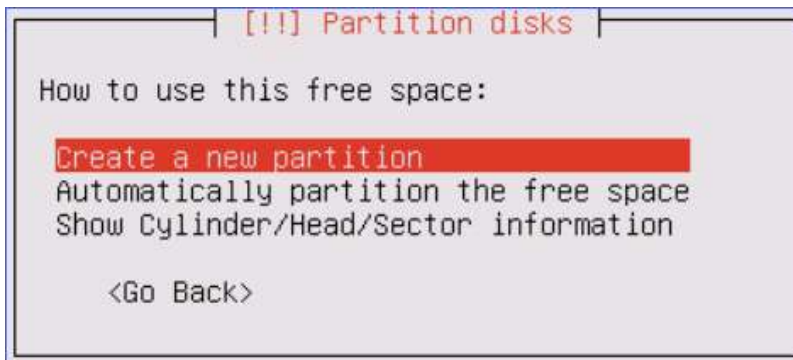 [!!] Partition disks
How to use this free space:
Create a new partition
Automatically partition the free space
Show Cylinder/Head/Sector information
<Go Back>